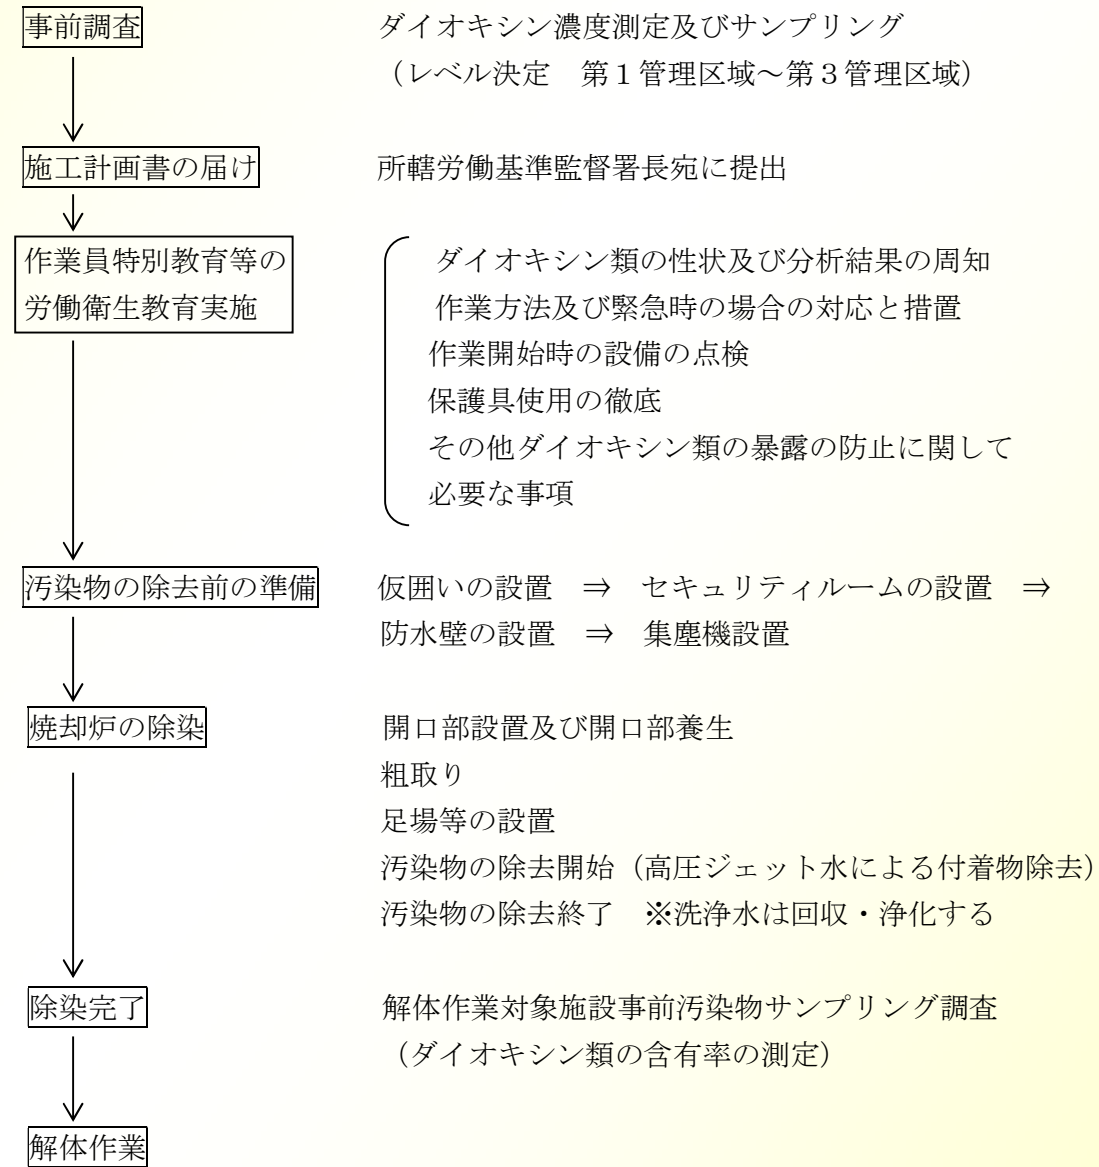 事前調査 ダイオキシン濃度測定及びサンプリング
（レベル決定　第１管理区域～第３管理区域）
施工計画書の届け 所轄労働基準監督署長宛に提出
作業員特別教育等の
労働衛生教育実施
ダイオキシン類の性状及び分析結果の周知
作業方法及び緊急時の場合の対応と措置
作業開始時の設備の点検
保護具使用の徹底
その他ダイオキシン類の暴露の防止に関して
必要な事項
汚染物の除去前の準備 仮囲いの設置　⇒　セキュリティルームの設置　⇒
防水壁の設置　⇒　集塵機設置
焼却炉の除染 開口部設置及び開口部養生
粗取り
足場等の設置
汚染物の除去開始（高圧ジェット水による付着物除去）
汚染物の除去終了　※洗浄水は回収・浄化する
除染完了 解体作業対象施設事前汚染物サンプリング調査
（ダイオキシン類の含有率の測定）
解体作業